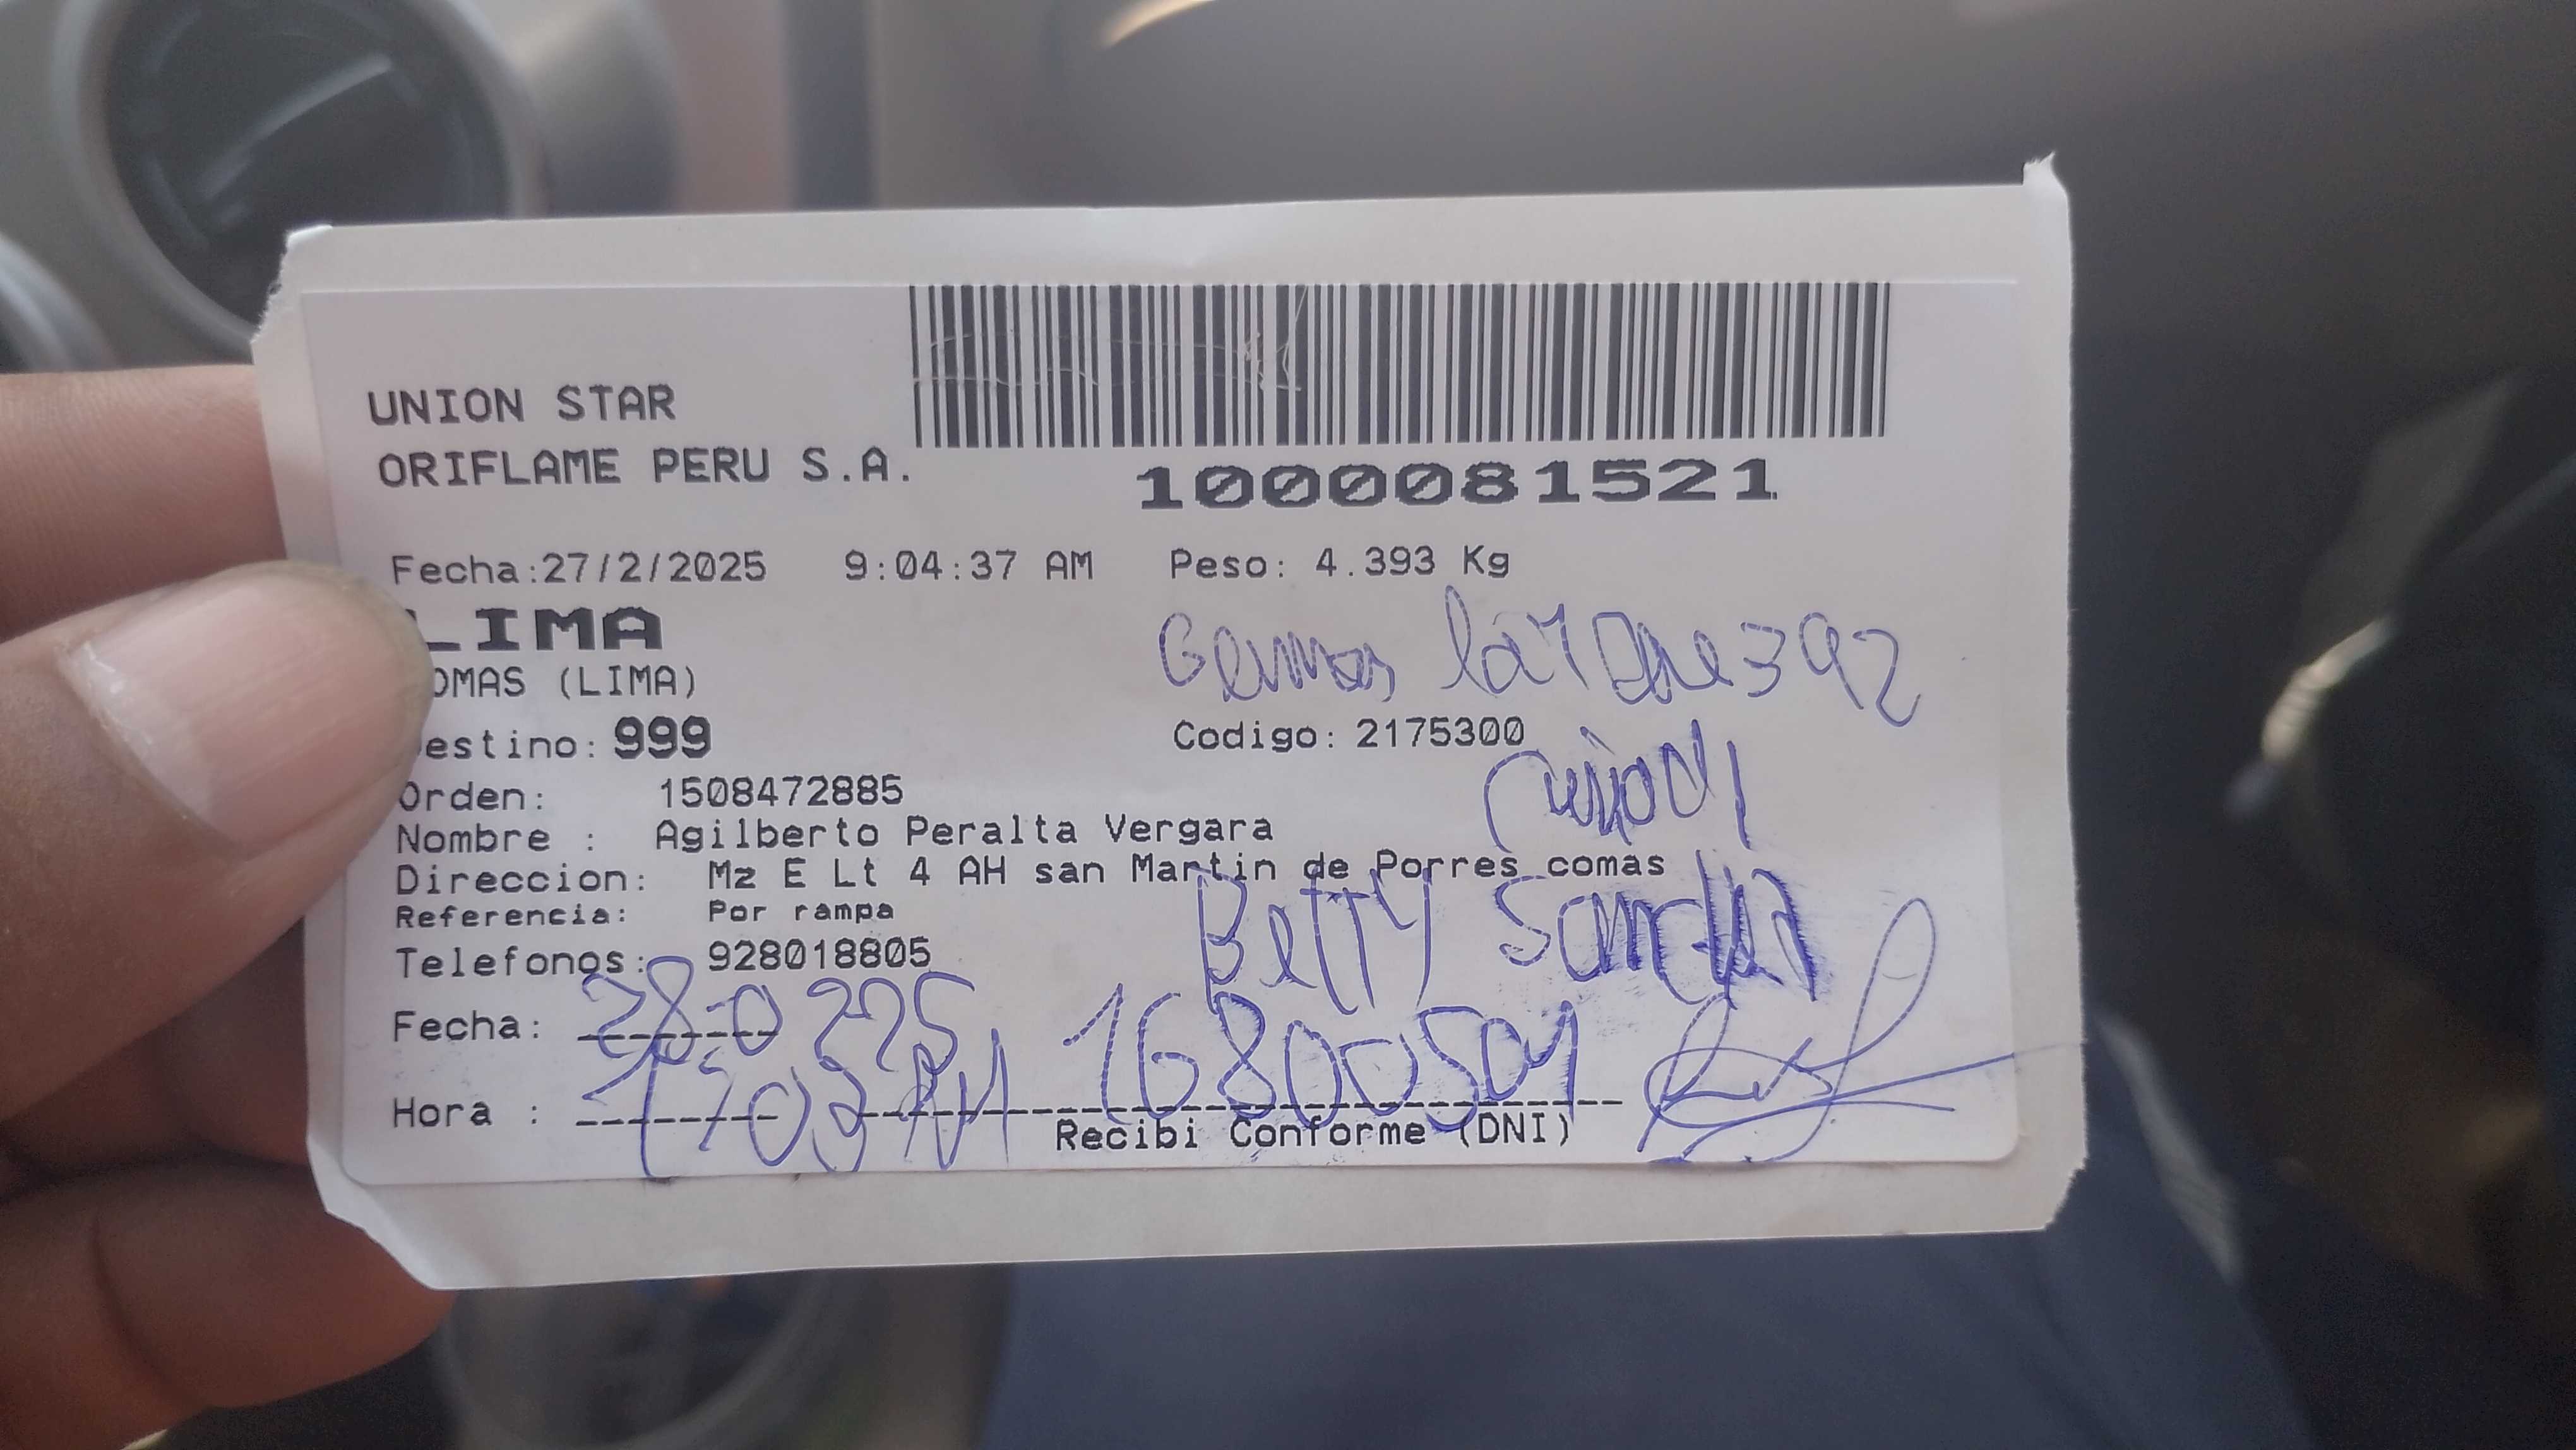 UNION STAR
ORIFLAME PERU S.A.
1000081521
Fecha:27/2/2025 9:04:37 AM Peso: 4.393 Kg
LIMA
OMAS (LIMA)
estino: 999 Codigo: 2175300
Orden: 1508472885
Nombre : Agilberto Peralta Vergara
Direccion: Mz E Lt 4 AH san Martin de Porres comas
Referencia: Por rampa
Betty
Telefonos: 928018805
Fecha:
Hora :
Recibi Conforme (DNI)